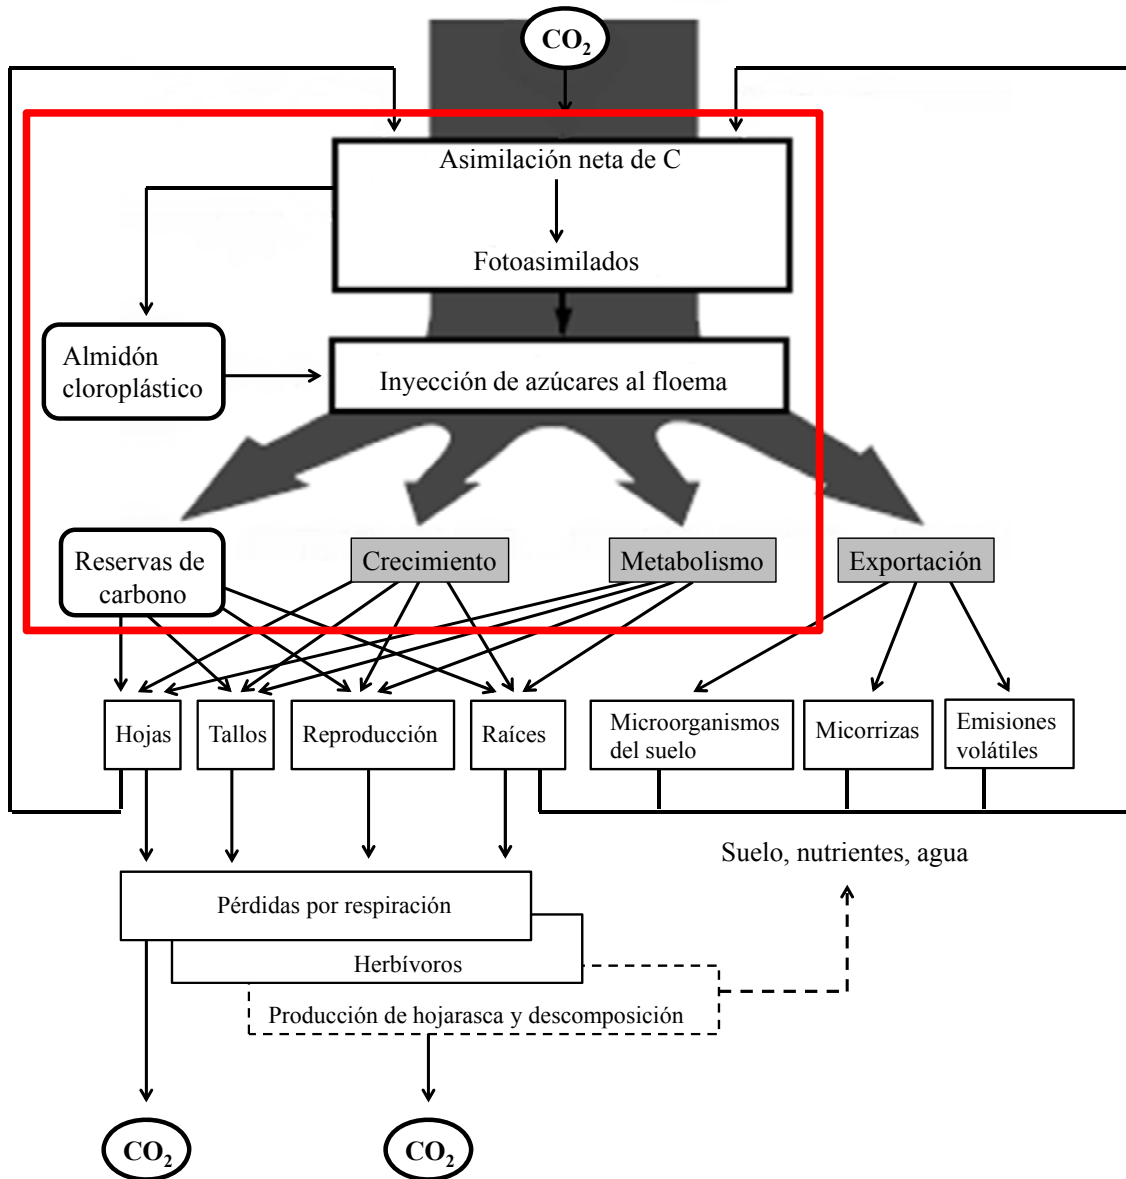 CO2
Asimilación neta de C
Fotoasimilados
Almidón
cloroplástico
Inyección de azúcares al floema
Reservas de
carbono
Crecimiento
Metabolismo
Exportación
Hojas
Tallos
Reproducción
Raíces
Microorganismos
del suelo
Micorrizas
Emisiones
volátiles
Suelo, nutrientes, agua
Pérdidas por respiración
Herbívoros
Producción de hojarasca y descomposición
CO2
CO2